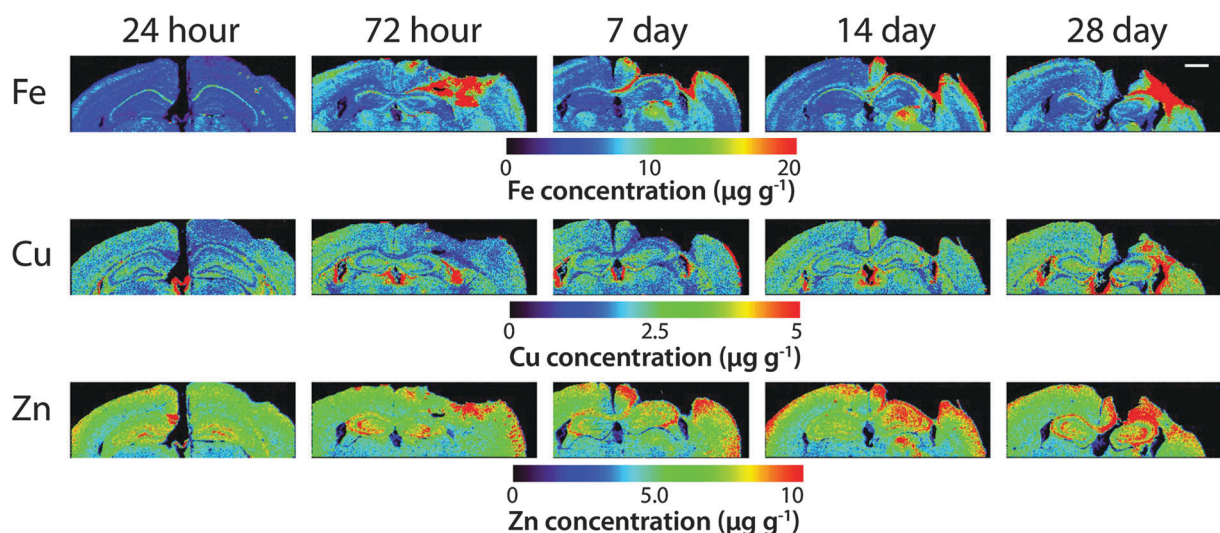 24 hour 72 hour 7 day 14 day 28 day
Fe
0 10 20
Fe concentration (µg g⁻¹)
Cu
0 2.5 5
Cu concentration (µg g⁻¹)
Zn
0 5.0 10
Zn concentration (µg g⁻¹)